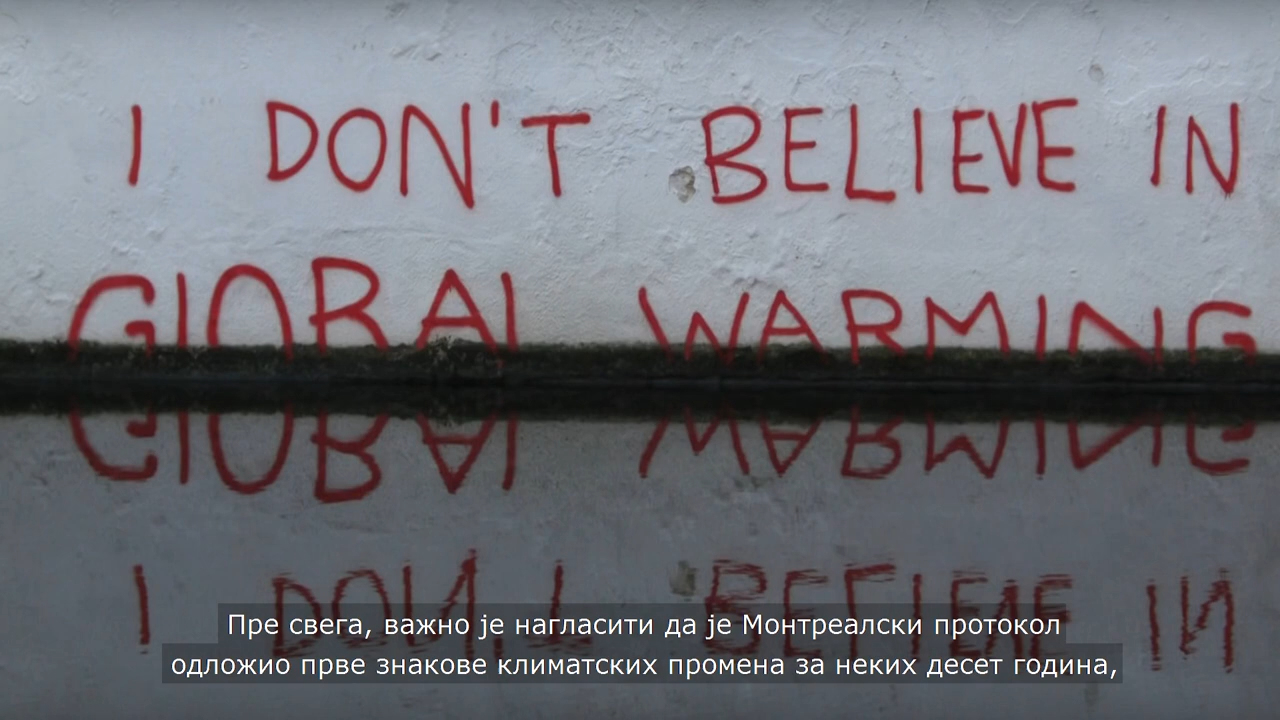 I DON'T BELIEVE IN
GLOBAL WARMING
Пре свега, важно је нагласити да је Монтреалски протокол
одложио прве знакове климатских промена за неких десет година,